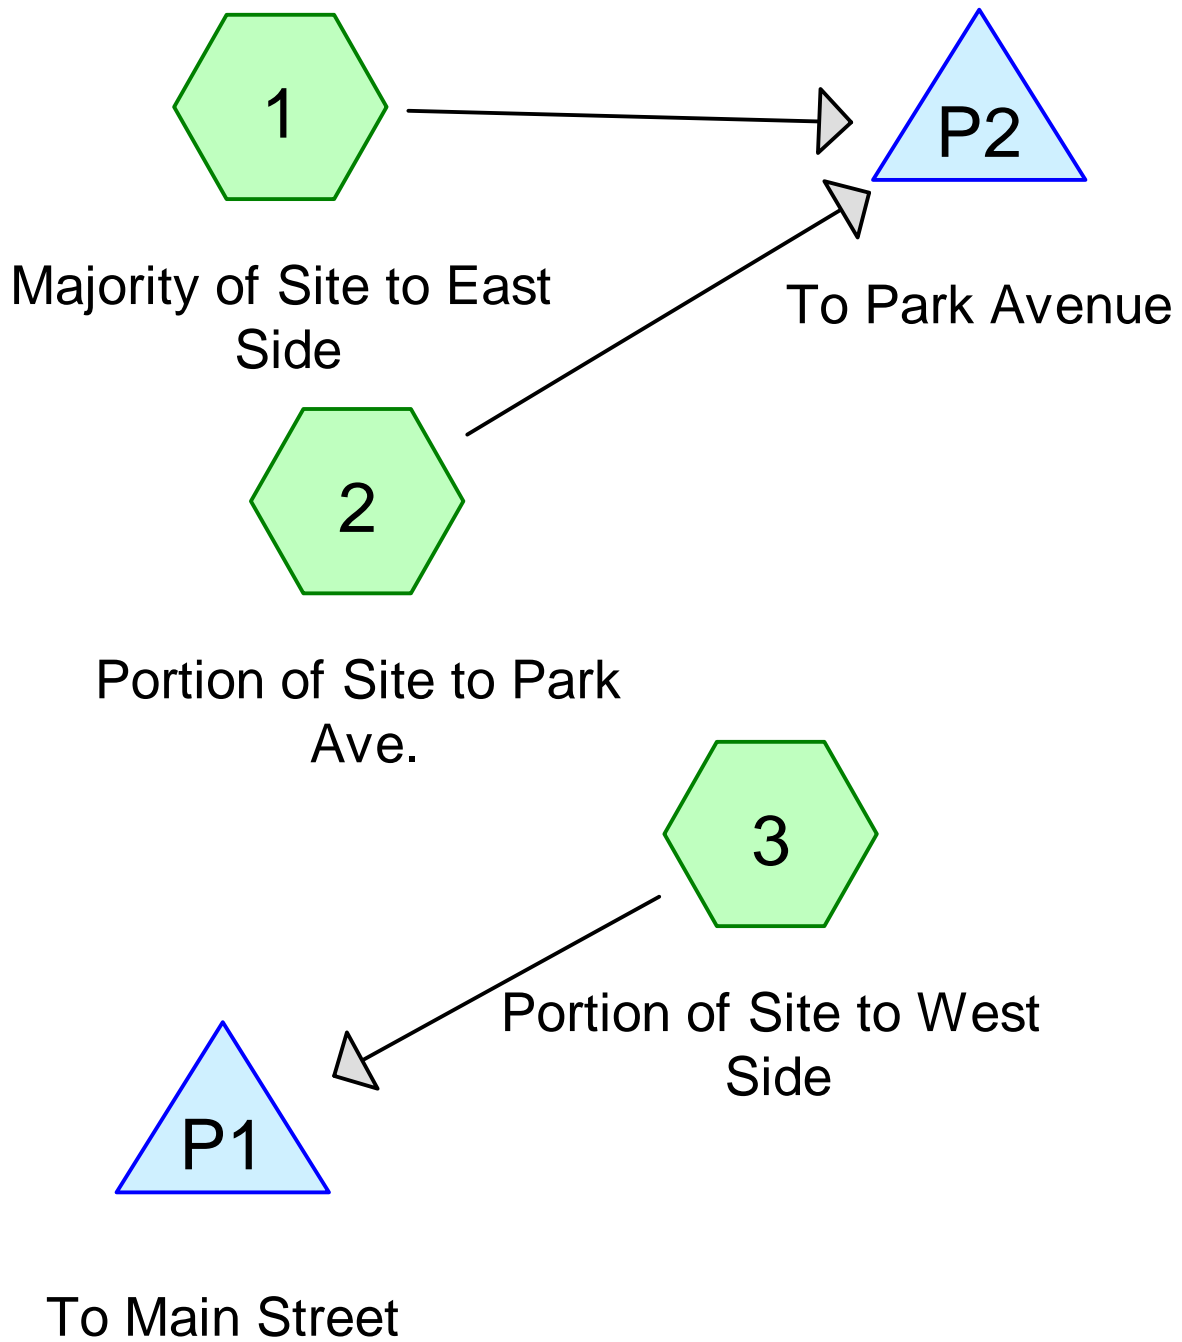 1
P2
Majority of Site to East
Side
To Park Avenue
2
Portion of Site to Park
Ave.
3
Portion of Site to West
Side
P1
To Main Street